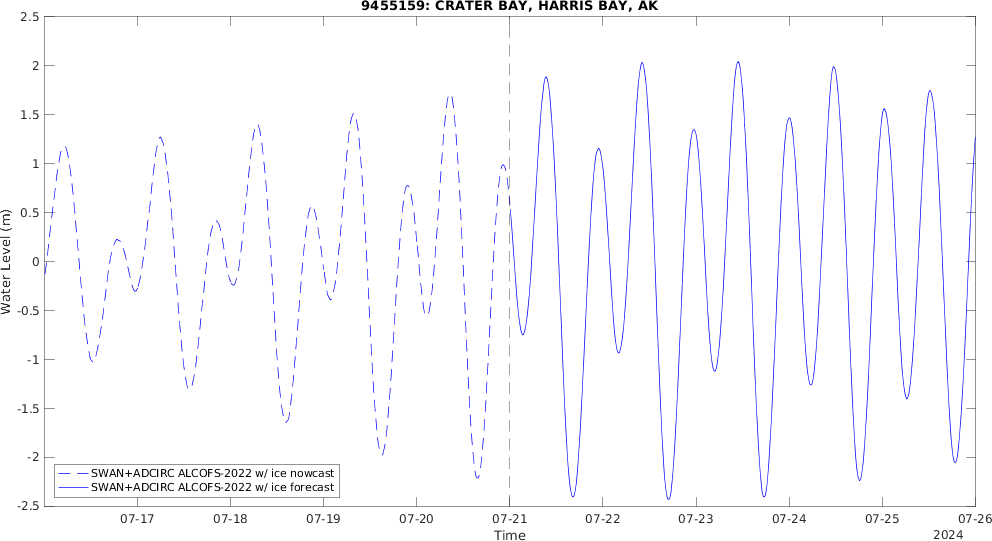 9455159: CRATER BAY, HARRIS BAY, AK
2.5
2
1.5
1
0.5
0
-0.5
-1
-1.5
-2
-2.5
Water Level (m)
SWAN+ADCIRC ALCOFS-2022 w/ ice nowcast
SWAN+ADCIRC ALCOFS-2022 w/ ice forecast
07-17 07-18 07-19 07-20 07-21 07-22 07-23 07-24 07-25 07-26
Time
2024